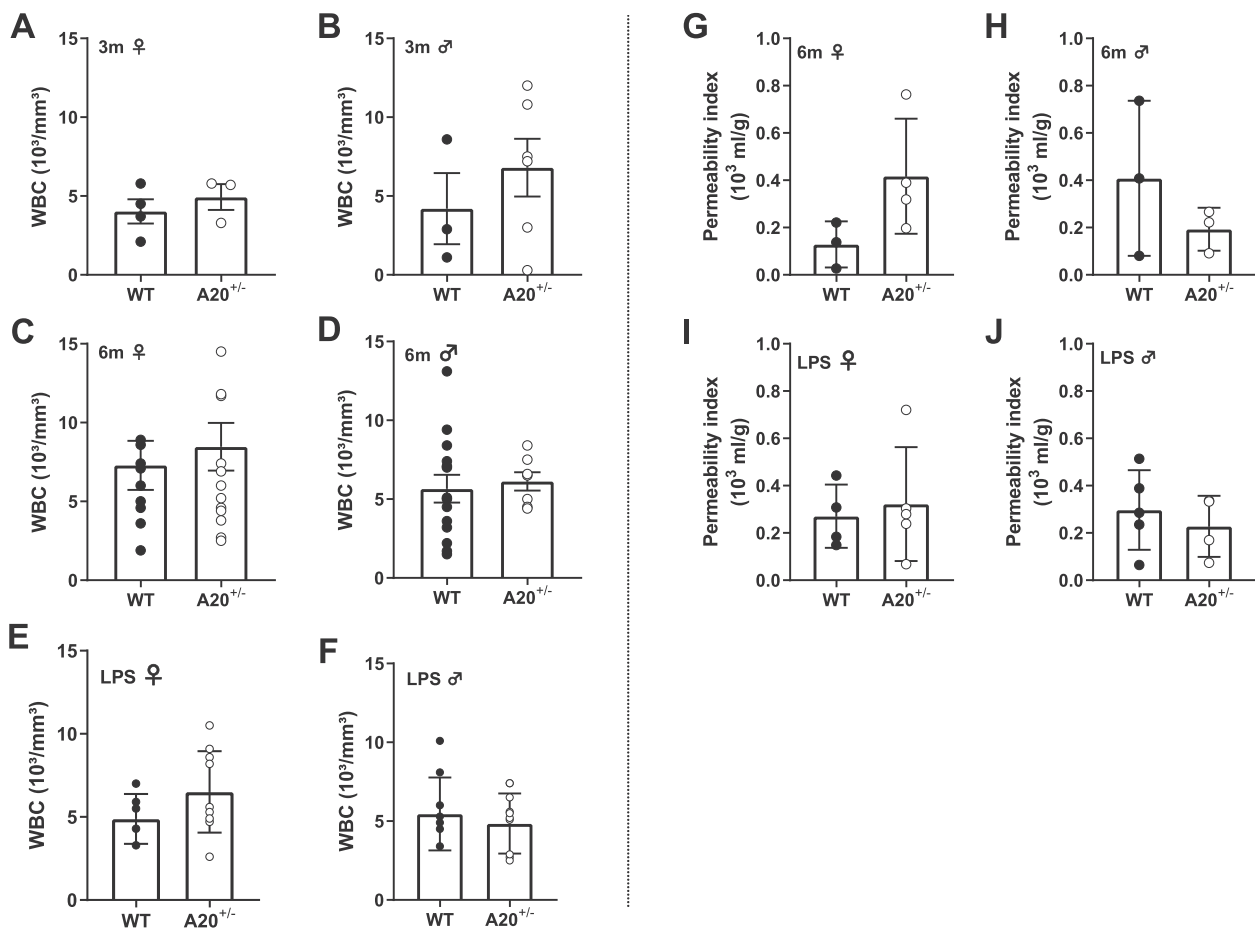 A
3m ♀
WBC (10³/mm³)
15
10
5
0
WT
A20+/-
B
3m ♂
WBC (10³/mm³)
15
10
5
0
WT
A20+/-
C
6m ♀
WBC (10³/mm³)
15
10
5
0
WT
A20+/-
D
6m ♂
WBC (10³/mm³)
15
10
5
0
WT
A20+/-
E
LPS ♀
WBC (10³/mm³)
15
10
5
0
WT
A20+/-
F
LPS ♂
WBC (10³/mm³)
15
10
5
0
WT
A20+/-
G
6m ♀
Permeability index
(10³ ml/g)
1.0
0.8
0.6
0.4
0.2
0.0
WT
A20+/-
H
6m ♂
Permeability index
(10³ ml/g)
1.0
0.8
0.6
0.4
0.2
0.0
WT
A20+/-
I
LPS ♀
Permeability index
(10³ ml/g)
1.0
0.8
0.6
0.4
0.2
0.0
WT
A20+/-
J
LPS ♂
Permeability index
(10³ ml/g)
1.0
0.8
0.6
0.4
0.2
0.0
WT
A20+/-